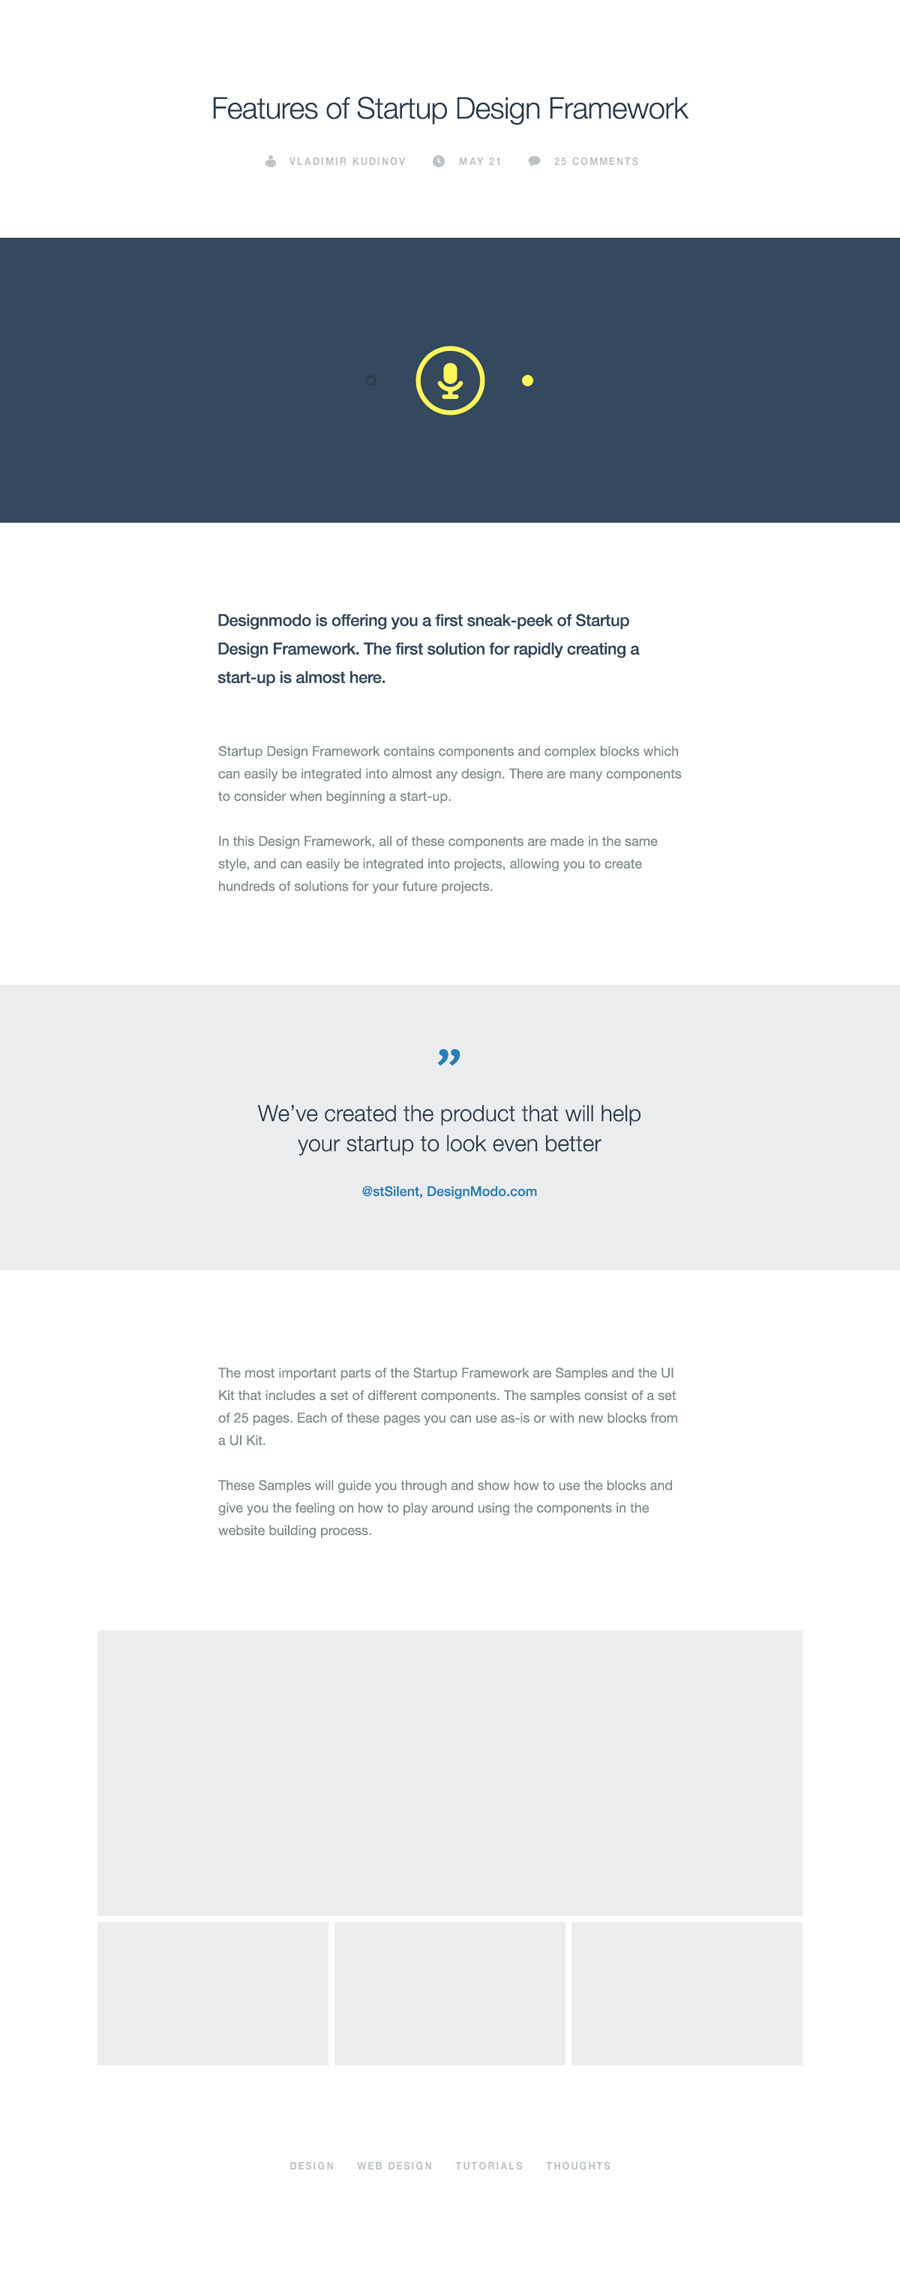 Features of Startup Design Framework
VLADIMIR KUDINOV MAY 21 25 COMMENTS
Designmodo is offering you a first sneak-peek of Startup
Design Framework. The first solution for rapidly creating a
start-up is almost here.
Startup Design Framework contains components and complex blocks which
can easily be integrated into almost any design. There are many components
to consider when beginning a start-up.
In this Design Framework, all of these components are made in the same
style, and can easily be integrated into projects, allowing you to create
hundreds of solutions for your future projects.
”
We’ve created the product that will help
your startup to look even better
@stSilent, DesignModo.com
The most important parts of the Startup Framework are Samples and the UI
Kit that includes a set of different components. The samples consist of a set
of 25 pages. Each of these pages you can use as-is or with new blocks from
a UI Kit.
These Samples will guide you through and show how to use the blocks and
give you the feeling on how to play around using the components in the
website building process.
DESIGN WEB DESIGN TUTORIALS THOUGHTS